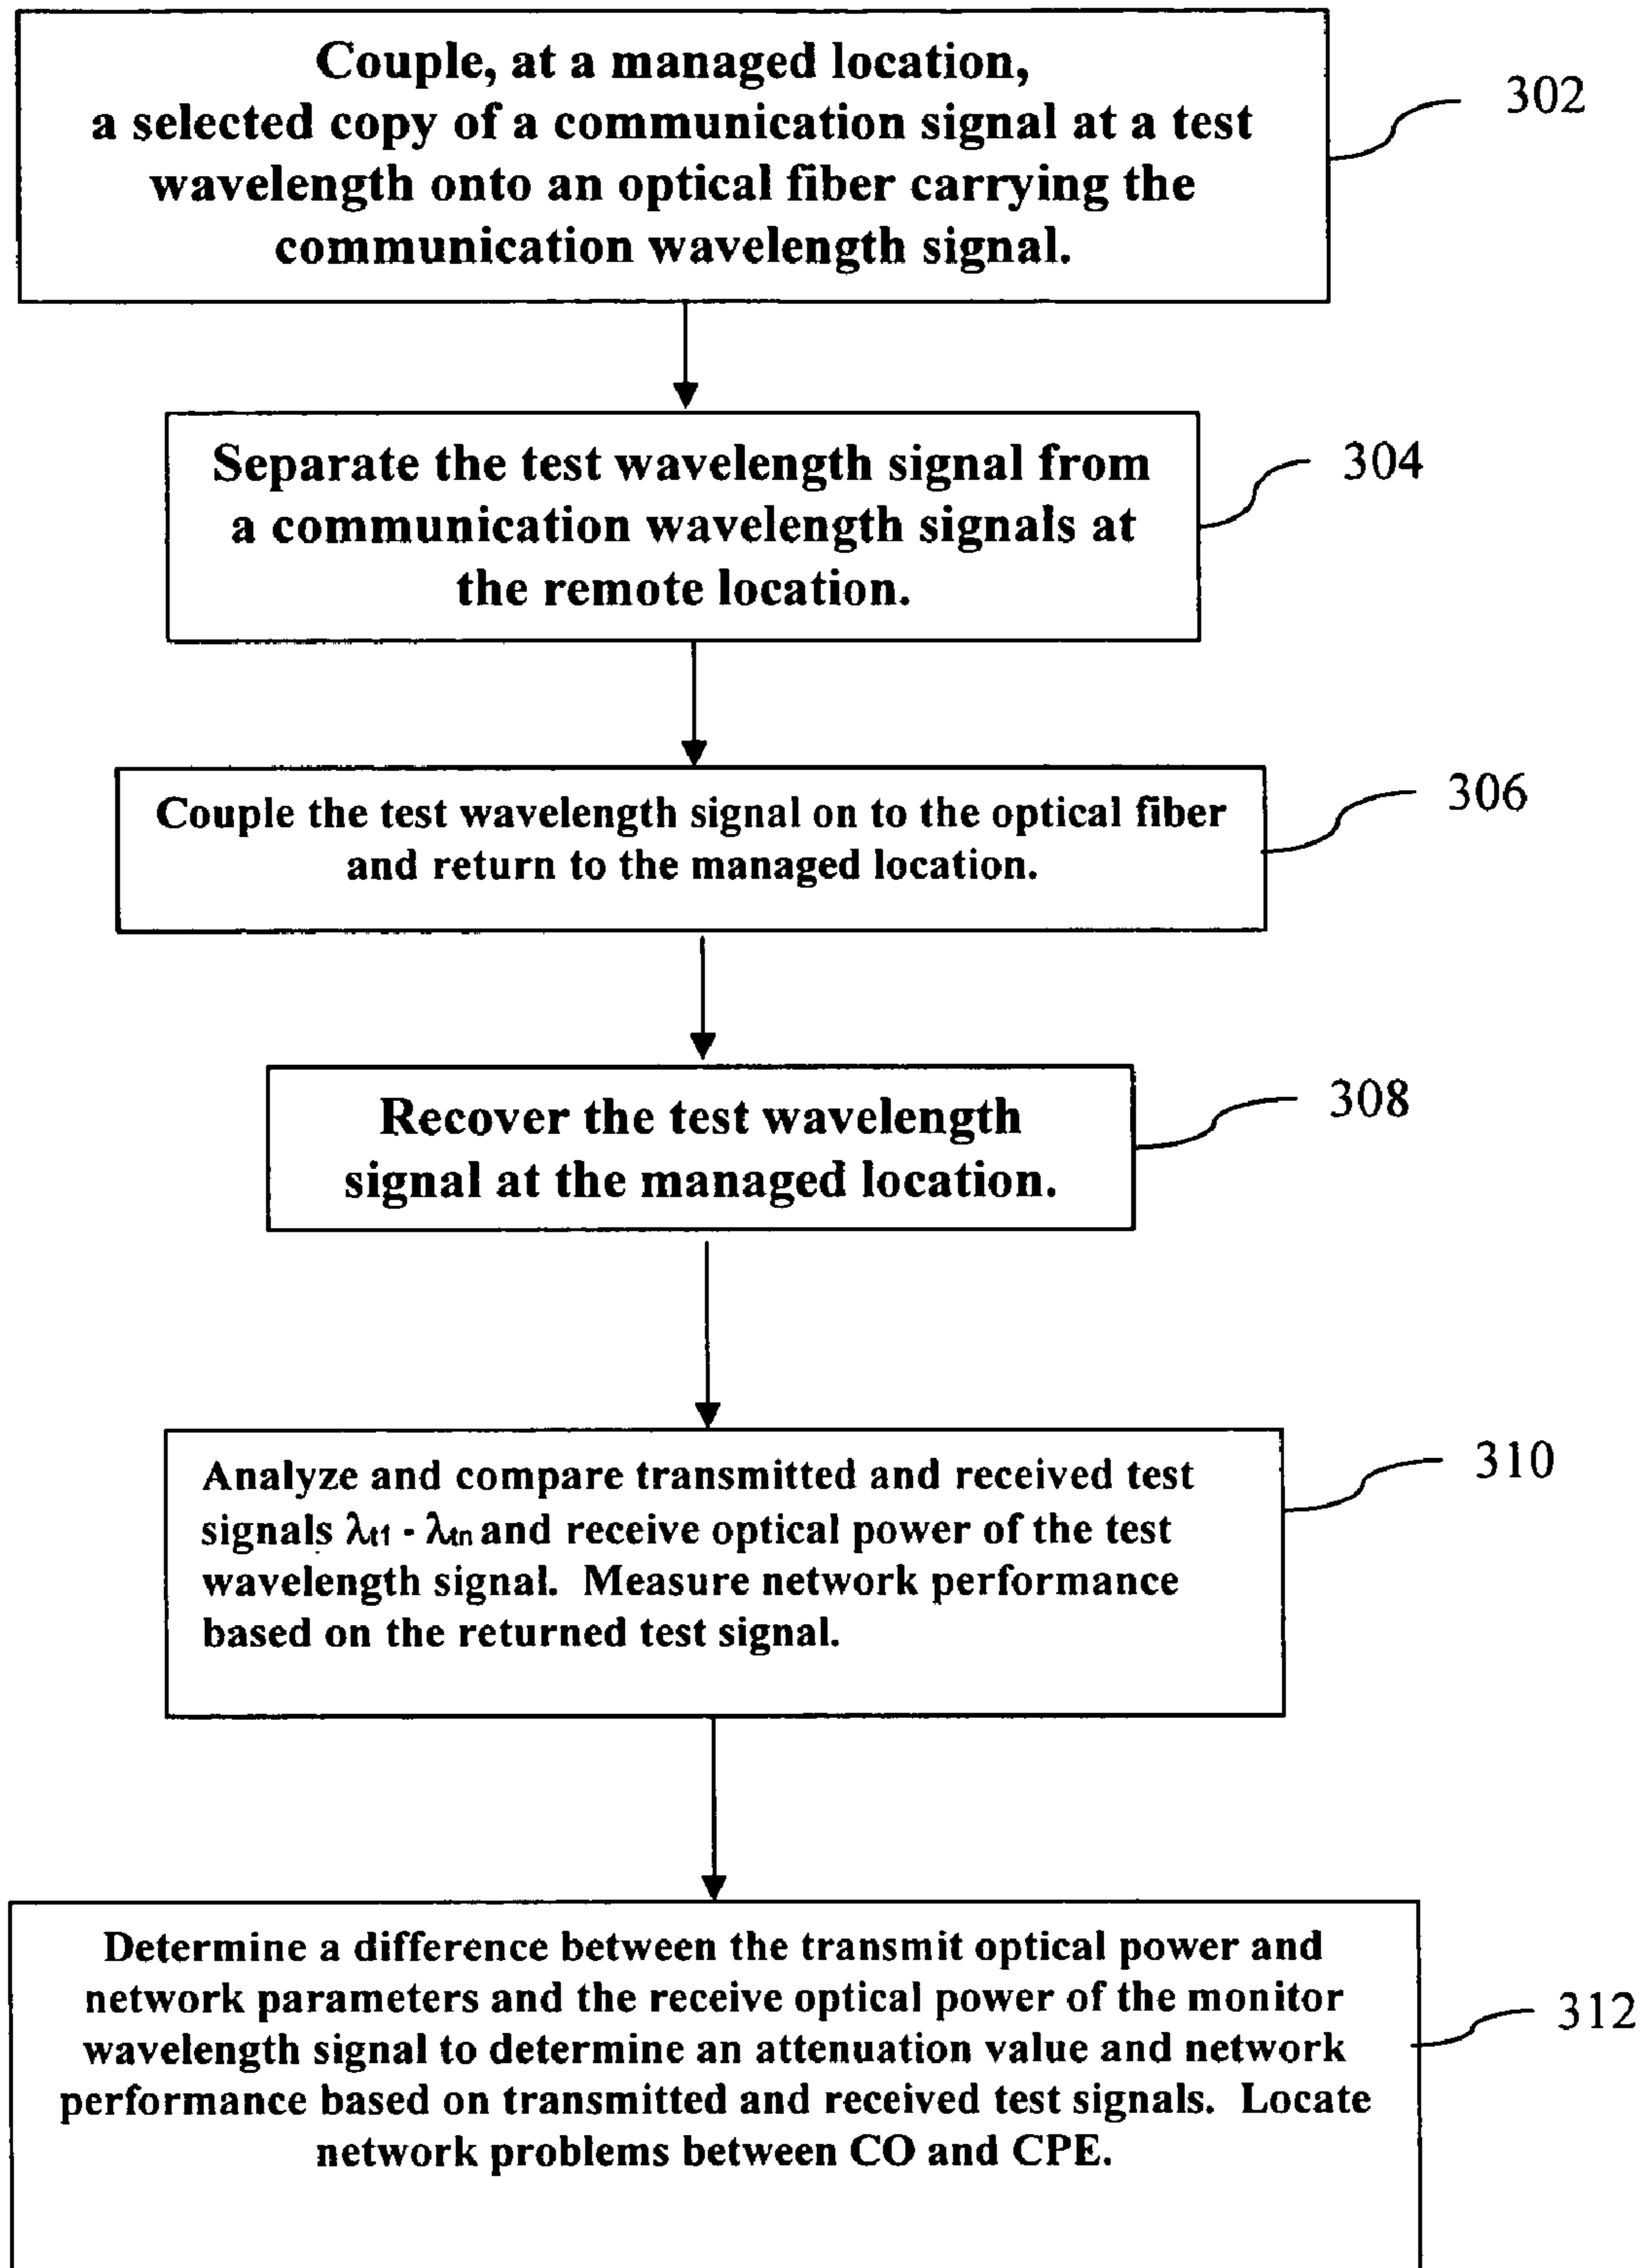 Couple, at a managed location,
a selected copy of a communication signal at a test
wavelength onto an optical fiber carrying the
communication wavelength signal.
302
Separate the test wavelength signal from
a communication wavelength signals at
the remote location.
304
Couple the test wavelength signal on to the optical fiber
and return to the managed location.
306
Recover the test wavelength
signal at the managed location.
308
Analyze and compare transmitted and received test
signals λt1 - λtn and receive optical power of the test
wavelength signal. Measure network performance
based on the returned test signal.
310
Determine a difference between the transmit optical power and
network parameters and the receive optical power of the monitor
wavelength signal to determine an attenuation value and network
performance based on transmitted and received test signals. Locate
network problems between CO and CPE.
312